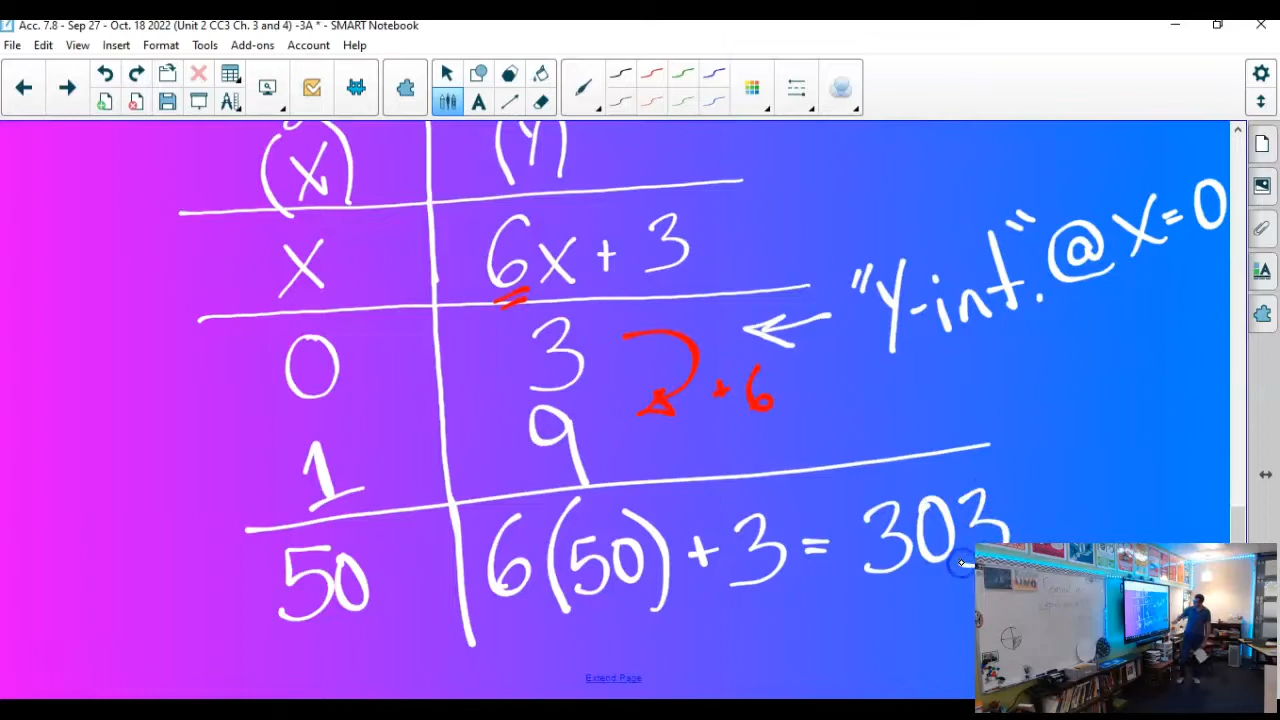 Acc. 7.8 - Sep 27 - Oct. 18 2022 (Unit 2 CC3 Ch. 3 and 4) -3A * - SMART Notebook
File Edit View Insert Format Tools Add-ons Account Help
(x) (y)
x 6x + 3
"y-int." @ x=0
0 3
+ 6
1 9
50 6(50) + 3 = 303
Extend Page